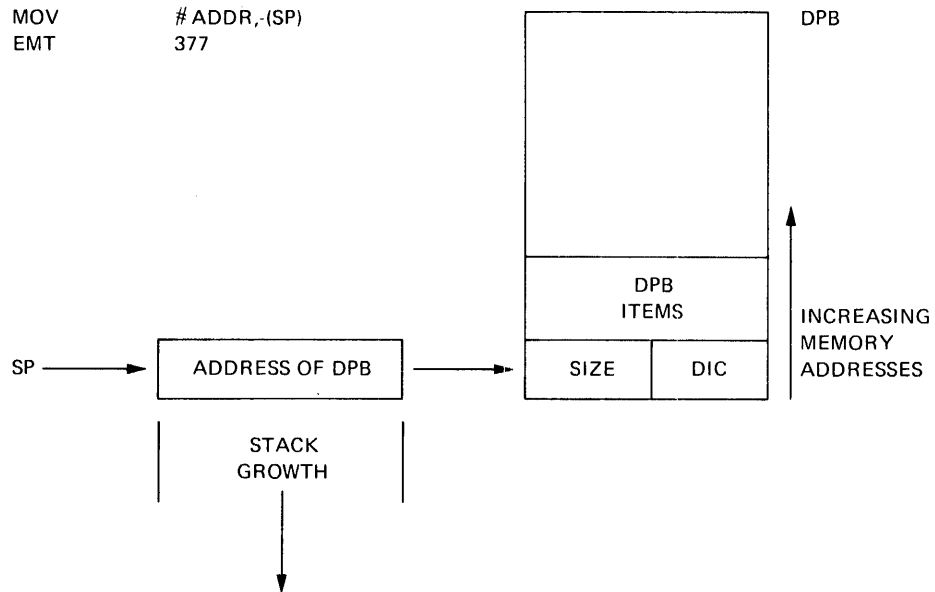 MOV #ADDR,-(SP)
EMT 377
DPB
DPB
ITEMS
INCREASING
MEMORY
ADDRESSES
SP
ADDRESS OF DPB
SIZE
DIC
STACK
GROWTH